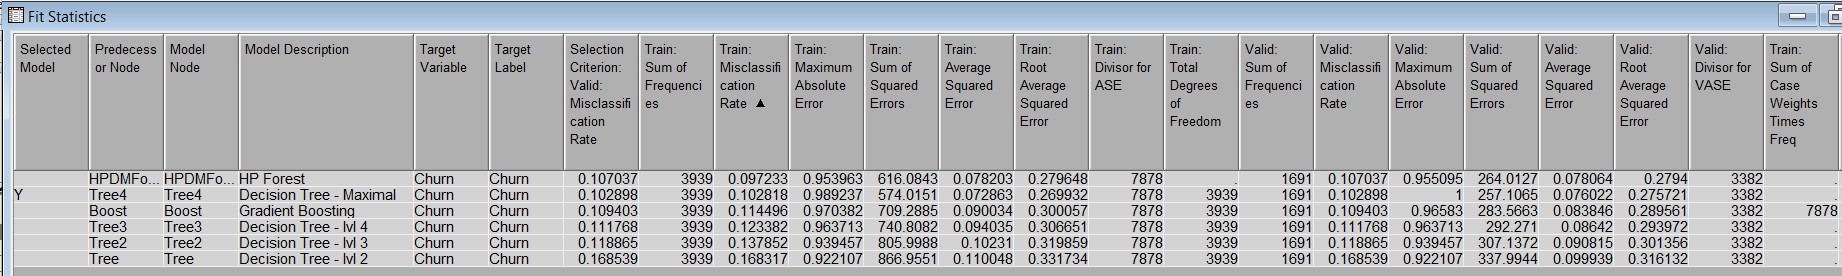 Fit Statistics
Selected Model	Predecess or Node	Model Node	Model Description	Target Variable	Target Label	Selection Criterion: Valid: Misclassifi cation Rate	Train: Sum of Frequenci es	Train: Misclassifi cation Rate ▲	Train: Maximum Absolute Error	Train: Sum of Squared Errors	Train: Average Squared Error	Train: Root Average Squared Error	Train: Divisor for ASE	Train: Total Degrees of Freedom	Valid: Sum of Frequenci es	Valid: Misclassifi cation Rate	Valid: Maximum Absolute Error	Valid: Sum of Squared Errors	Valid: Average Squared Error	Valid: Root Average Squared Error	Valid: Divisor for VASE	Train: Sum of Case Weights Times Freq
HPDMFo...	HPDMFo...	HP Forest	Churn	Churn	0.107037	3939	0.097233	0.953963	616.0843	0.078203	0.279648	7878	.	1691	0.107037	0.955095	264.0127	0.078064	0.2794	3382	.
Y	Tree4	Tree4	Decision Tree - Maximal	Churn	Churn	0.102898	3939	0.102818	0.989237	574.0151	0.072863	0.269932	7878	3939	1691	0.102898	1	257.1065	0.076022	0.275721	3382	.
Boost	Boost	Gradient Boosting	Churn	Churn	0.109403	3939	0.114496	0.970382	709.2885	0.090034	0.300057	7878	3939	1691	0.109403	0.96583	283.5663	0.083846	0.289561	3382	7878
Tree3	Tree3	Decision Tree - lvl 4	Churn	Churn	0.111768	3939	0.123382	0.963713	740.8082	0.094035	0.306651	7878	3939	1691	0.111768	0.963713	292.271	0.08642	0.293972	3382	.
Tree2	Tree2	Decision Tree - lvl 3	Churn	Churn	0.118865	3939	0.137852	0.939457	805.9988	0.10231	0.319859	7878	3939	1691	0.118865	0.939457	307.1372	0.090815	0.301356	3382	.
Tree	Tree	Decision Tree - lvl 2	Churn	Churn	0.168539	3939	0.168317	0.922107	866.9551	0.110048	0.331734	7878	3939	1691	0.168539	0.922107	337.9944	0.099939	0.316132	3382	.